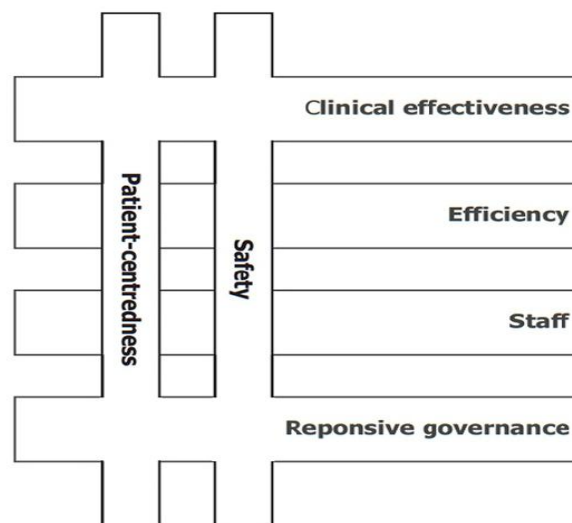 Clinical effectiveness
Patient-centredness
Safety
Efficiency
Staff
Reponsive governance